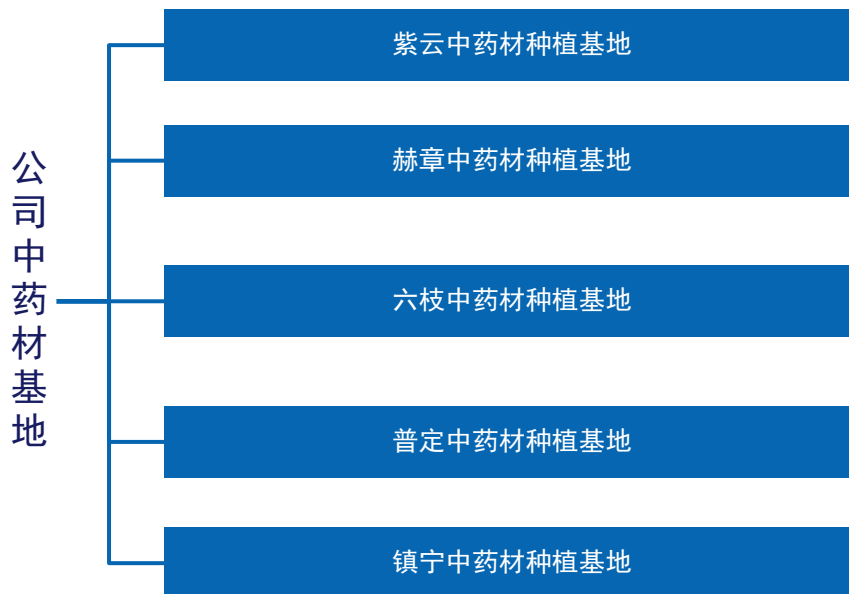 公司中药材基地
紫云中药材种植基地
赫章中药材种植基地
六枝中药材种植基地
普定中药材种植基地
镇宁中药材种植基地